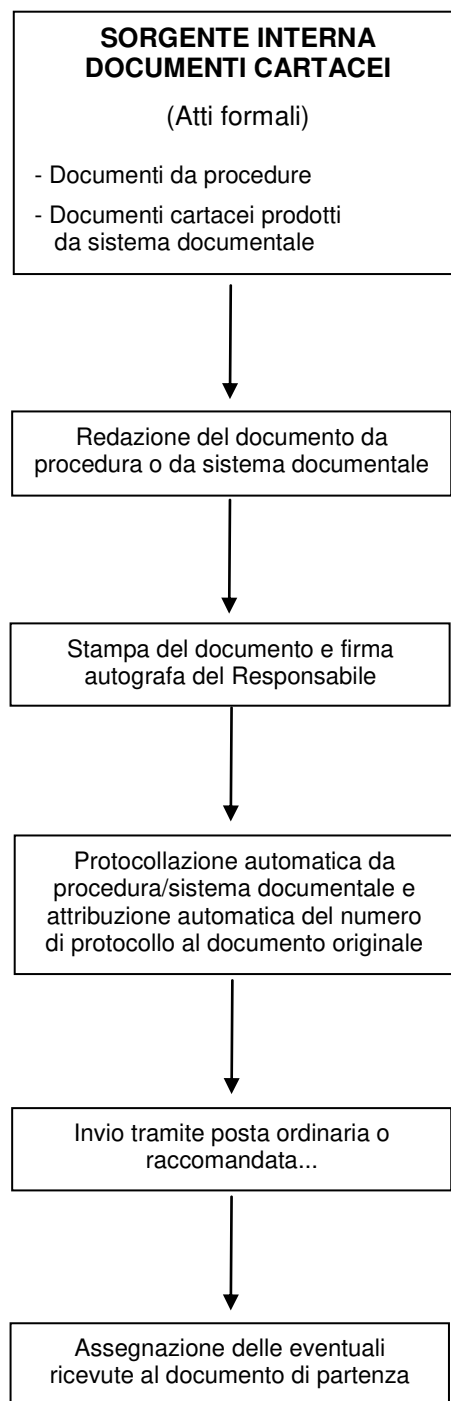 SORGENTE INTERNA
DOCUMENTI CARTACEI
(Atti formali)
- Documenti da procedure
- Documenti cartacei prodotti
da sistema documentale
Redazione del documento da
procedura o da sistema documentale
Stampa del documento e firma
autografa del Responsabile
Protocollazione automatica da
procedura/sistema documentale e
attribuzione automatica del numero
di protocollo al documento originale
Invio tramite posta ordinaria o
raccomandata...
Assegnazione delle eventuali
ricevute al documento di partenza